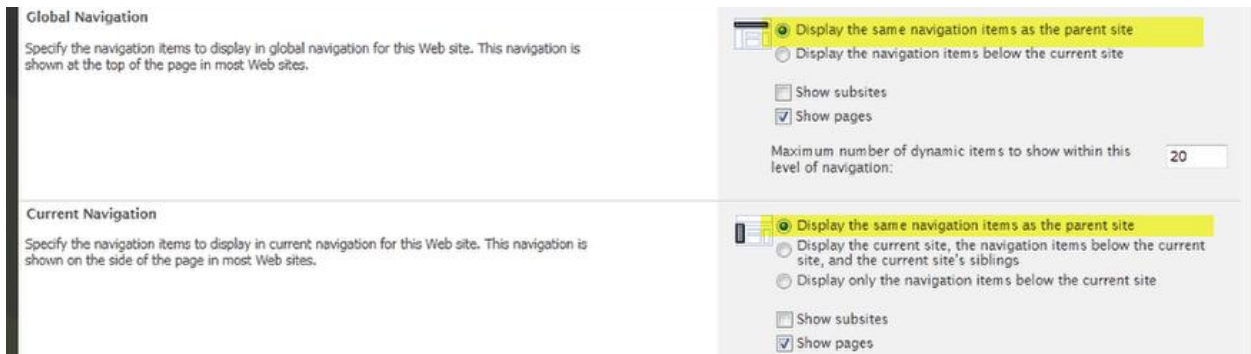 Global Navigation
Specify the navigation items to display in global navigation for this Web site. This navigation is
shown at the top of the page in most Web sites.
Display the same navigation items as the parent site
Display the navigation items below the current site
Show subsites
Show pages
Maximum number of dynamic items to show within this
level of navigation:
20
Current Navigation
Specify the navigation items to display in current navigation for this Web site. This navigation is
shown on the side of the page in most Web sites.
Display the same navigation items as the parent site
Display the current site, the navigation items below the current
site, and the current site's siblings
Display only the navigation items below the current site
Show subsites
Show pages